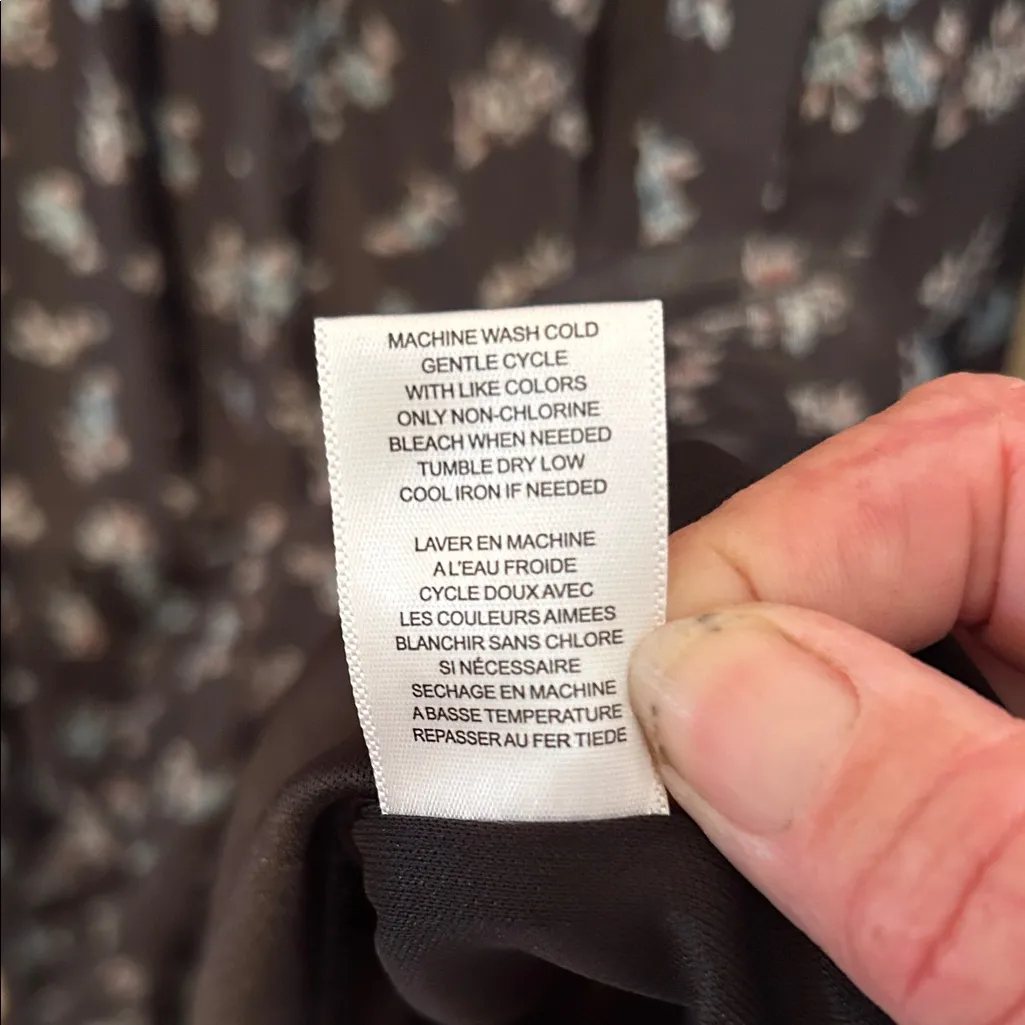 MACHINE WASH COLD
GENTLE CYCLE
WITH LIKE COLORS
ONLY NON-CHLORINE
BLEACH WHEN NEEDED
TUMBLE DRY LOW
COOL IRON IF NEEDED
LAVER EN MACHINE
A L'EAU FROIDE
CYCLE DOUX AVEC
LES COULEURS AIMEES
BLANCHIR SANS CHLORE
SI NÉCESSAIRE
SECHAGE EN MACHINE
A BASSE TEMPERATURE
REPASSER AU FER TIEDE